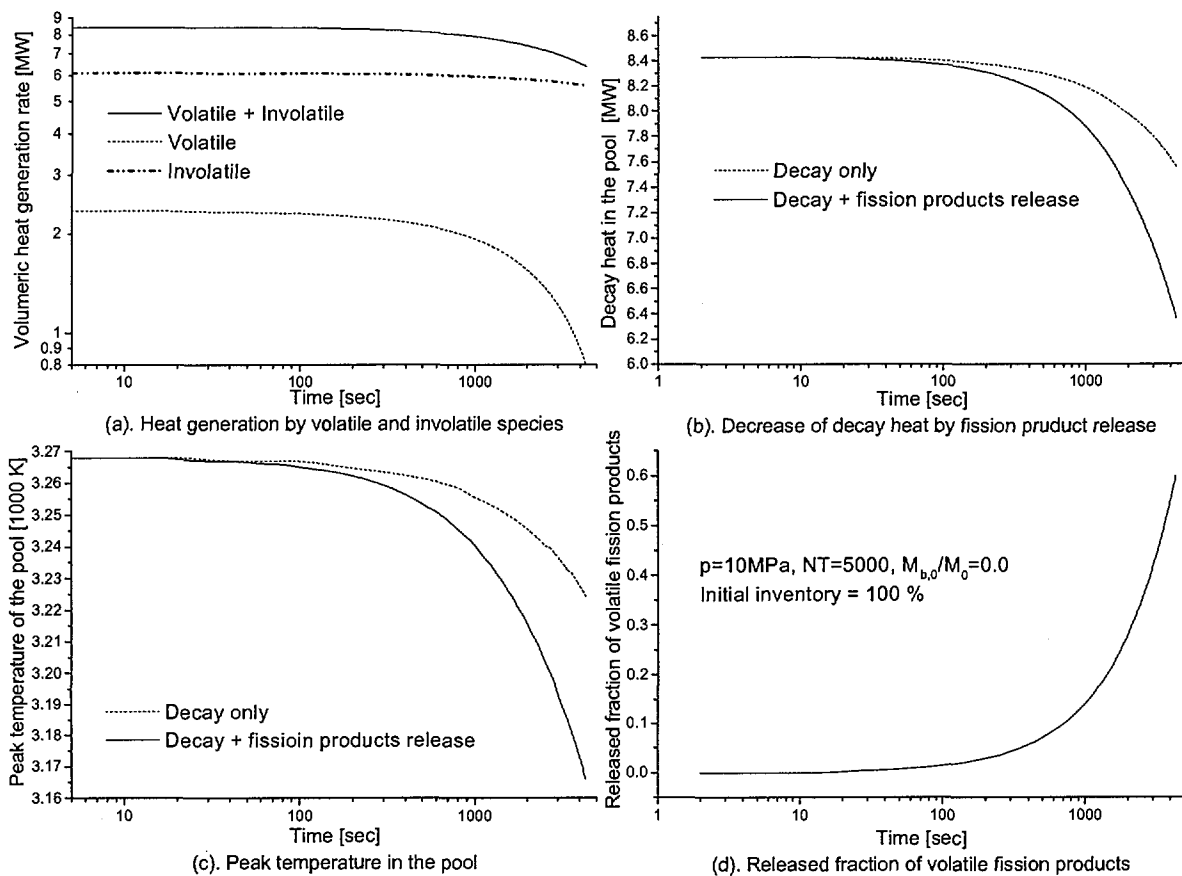 Volumeric heat generation rate [MW]
9
8
7
6
5
4
3
2
1
0.9
0.8
Volatile + Involatile
Volatile
Involatile
10
100
1000
Time [sec]
(a). Heat generation by volatile and involatile species
Decay heat in the pool [MW]
8.6
8.4
8.2
8.0
7.8
7.6
7.4
7.2
7.0
6.8
6.6
6.4
6.2
6.0
Decay only
Decay + fission products release
1
10
100
1000
Time [sec]
(b). Decrease of decay heat by fission pruduct release
Peak temperature of the pool [1000 K]
3.27
3.26
3.25
3.24
3.23
3.22
3.21
3.20
3.19
3.18
3.17
3.16
Decay only
Decay + fissioin products release
10
100
1000
Time [sec]
(c). Peak temperature in the pool
Released fraction of volatile fission products
0.6
0.5
0.4
0.3
0.2
0.1
0.0
p=10MPa, NT=5000, Mb,0/M0=0.0
Initial inventory = 100 %
1
10
100
1000
Time [sec]
(d). Released fraction of volatile fission products